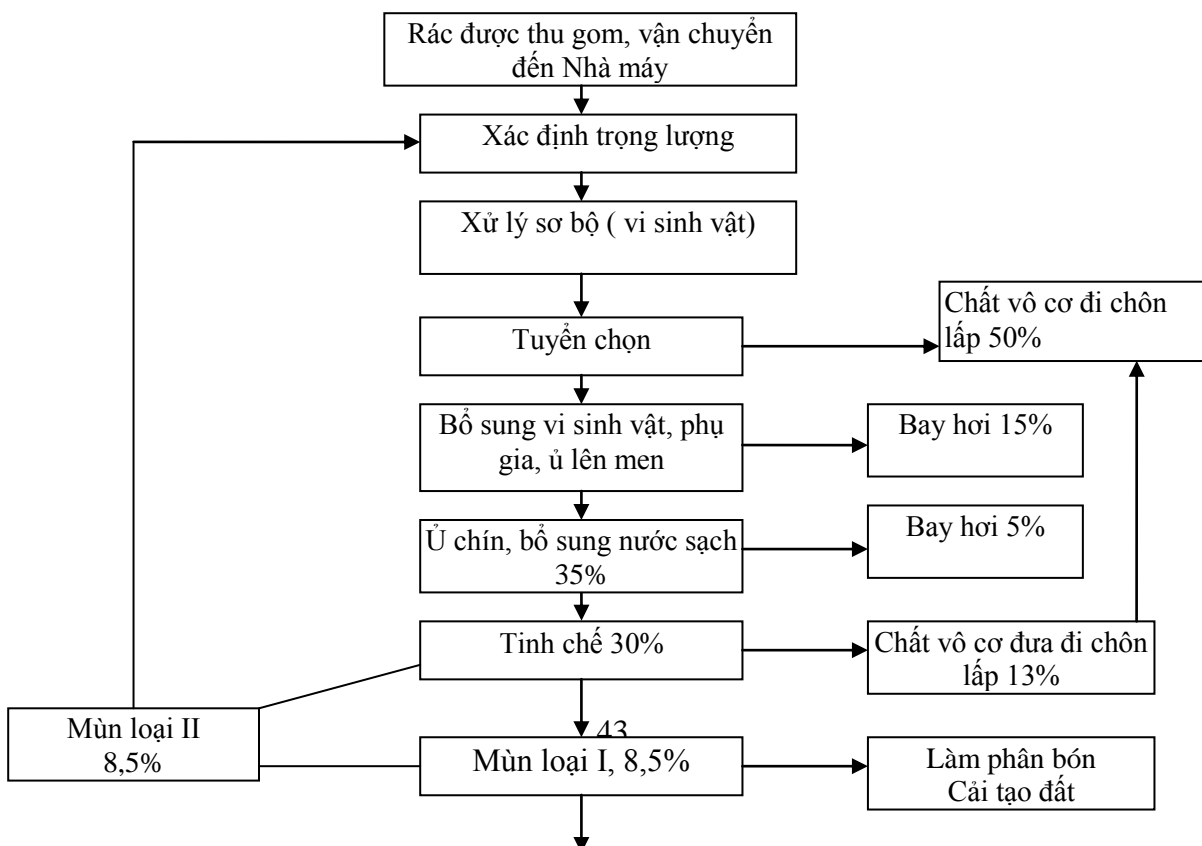 Rác được thu gom, vận chuyển
đến Nhà máy
Xác định trọng lượng
Xử lý sơ bộ ( vi sinh vật)
Chất vô cơ đi chôn
lấp 50%
Tuyển chọn
Bổ sung vi sinh vật, phụ
gia, ủ lên men
Bay hơi 15%
Ủ chín, bổ sung nước sạch
35%
Bay hơi 5%
Tinh chế 30%
Chất vô cơ đưa đi chôn
lấp 13%
Mùn loại II
8,5%
43
Mùn loại I, 8,5%
Làm phân bón
Cải tạo đất